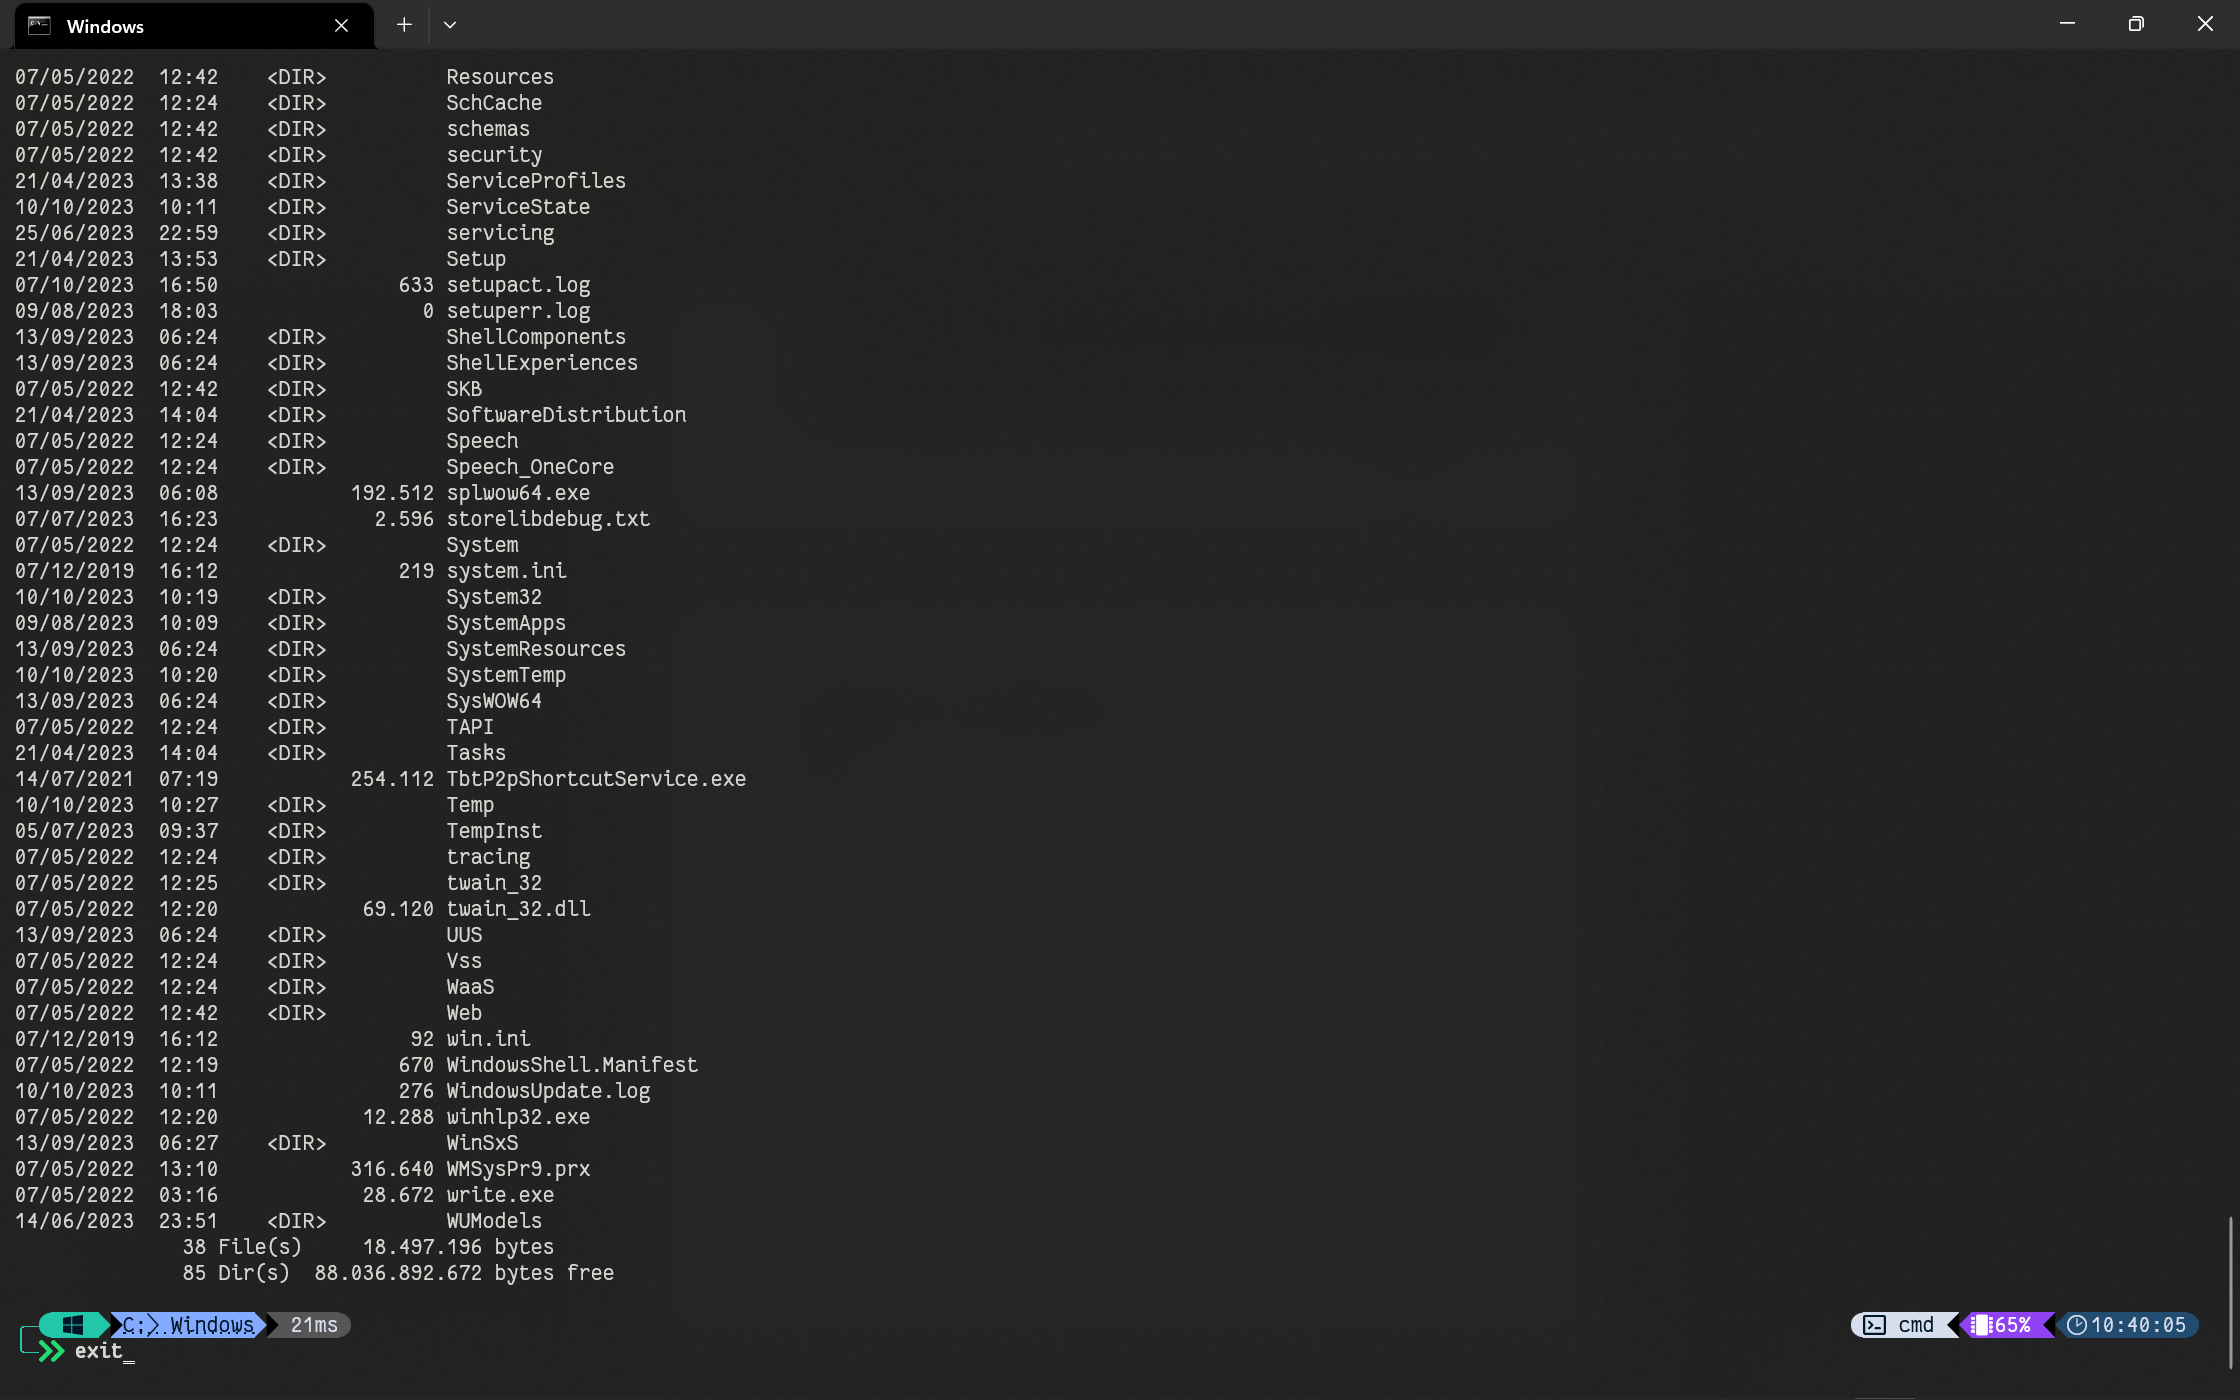 Windows
07/05/2022  12:42    <DIR>          Resources
07/05/2022  12:24    <DIR>          SchCache
07/05/2022  12:42    <DIR>          schemas
07/05/2022  12:42    <DIR>          security
21/04/2023  13:38    <DIR>          ServiceProfiles
10/10/2023  10:11    <DIR>          ServiceState
25/06/2023  22:59    <DIR>          servicing
21/04/2023  13:53    <DIR>          Setup
07/10/2023  16:50               633 setupact.log
09/08/2023  18:03                 0 setuperr.log
13/09/2023  06:24    <DIR>          ShellComponents
13/09/2023  06:24    <DIR>          ShellExperiences
07/05/2022  12:42    <DIR>          SKB
21/04/2023  14:04    <DIR>          SoftwareDistribution
07/05/2022  12:24    <DIR>          Speech
07/05/2022  12:24    <DIR>          Speech_OneCore
13/09/2023  06:08           192.512 splwow64.exe
07/07/2023  16:23             2.596 storelibdebug.txt
07/05/2022  12:24    <DIR>          System
07/12/2019  16:12               219 system.ini
10/10/2023  10:19    <DIR>          System32
09/08/2023  10:09    <DIR>          SystemApps
13/09/2023  06:24    <DIR>          SystemResources
10/10/2023  10:20    <DIR>          SystemTemp
13/09/2023  06:24    <DIR>          SysWOW64
07/05/2022  12:24    <DIR>          TAPI
21/04/2023  14:04    <DIR>          Tasks
14/07/2021  07:19           254.112 TbtP2pShortcutService.exe
10/10/2023  10:27    <DIR>          Temp
05/07/2023  09:37    <DIR>          TempInst
07/05/2022  12:24    <DIR>          tracing
07/05/2022  12:25    <DIR>          twain_32
07/05/2022  12:20            69.120 twain_32.dll
13/09/2023  06:24    <DIR>          UUS
07/05/2022  12:24    <DIR>          Vss
07/05/2022  12:24    <DIR>          WaaS
07/05/2022  12:42    <DIR>          Web
07/12/2019  16:12                92 win.ini
07/05/2022  12:19               670 WindowsShell.Manifest
10/10/2023  10:11               276 WindowsUpdate.log
07/05/2022  12:20            12.288 winhlp32.exe
13/09/2023  06:27    <DIR>          WinSxS
07/05/2022  13:10           316.640 WMSysPr9.prx
07/05/2022  03:16            28.672 write.exe
14/06/2023  23:51    <DIR>          WUModels
38 File(s)     18.497.196 bytes
85 Dir(s)  88.036.892.672 bytes free
C: Windows 21ms cmd 65% 10:40:05
exit_